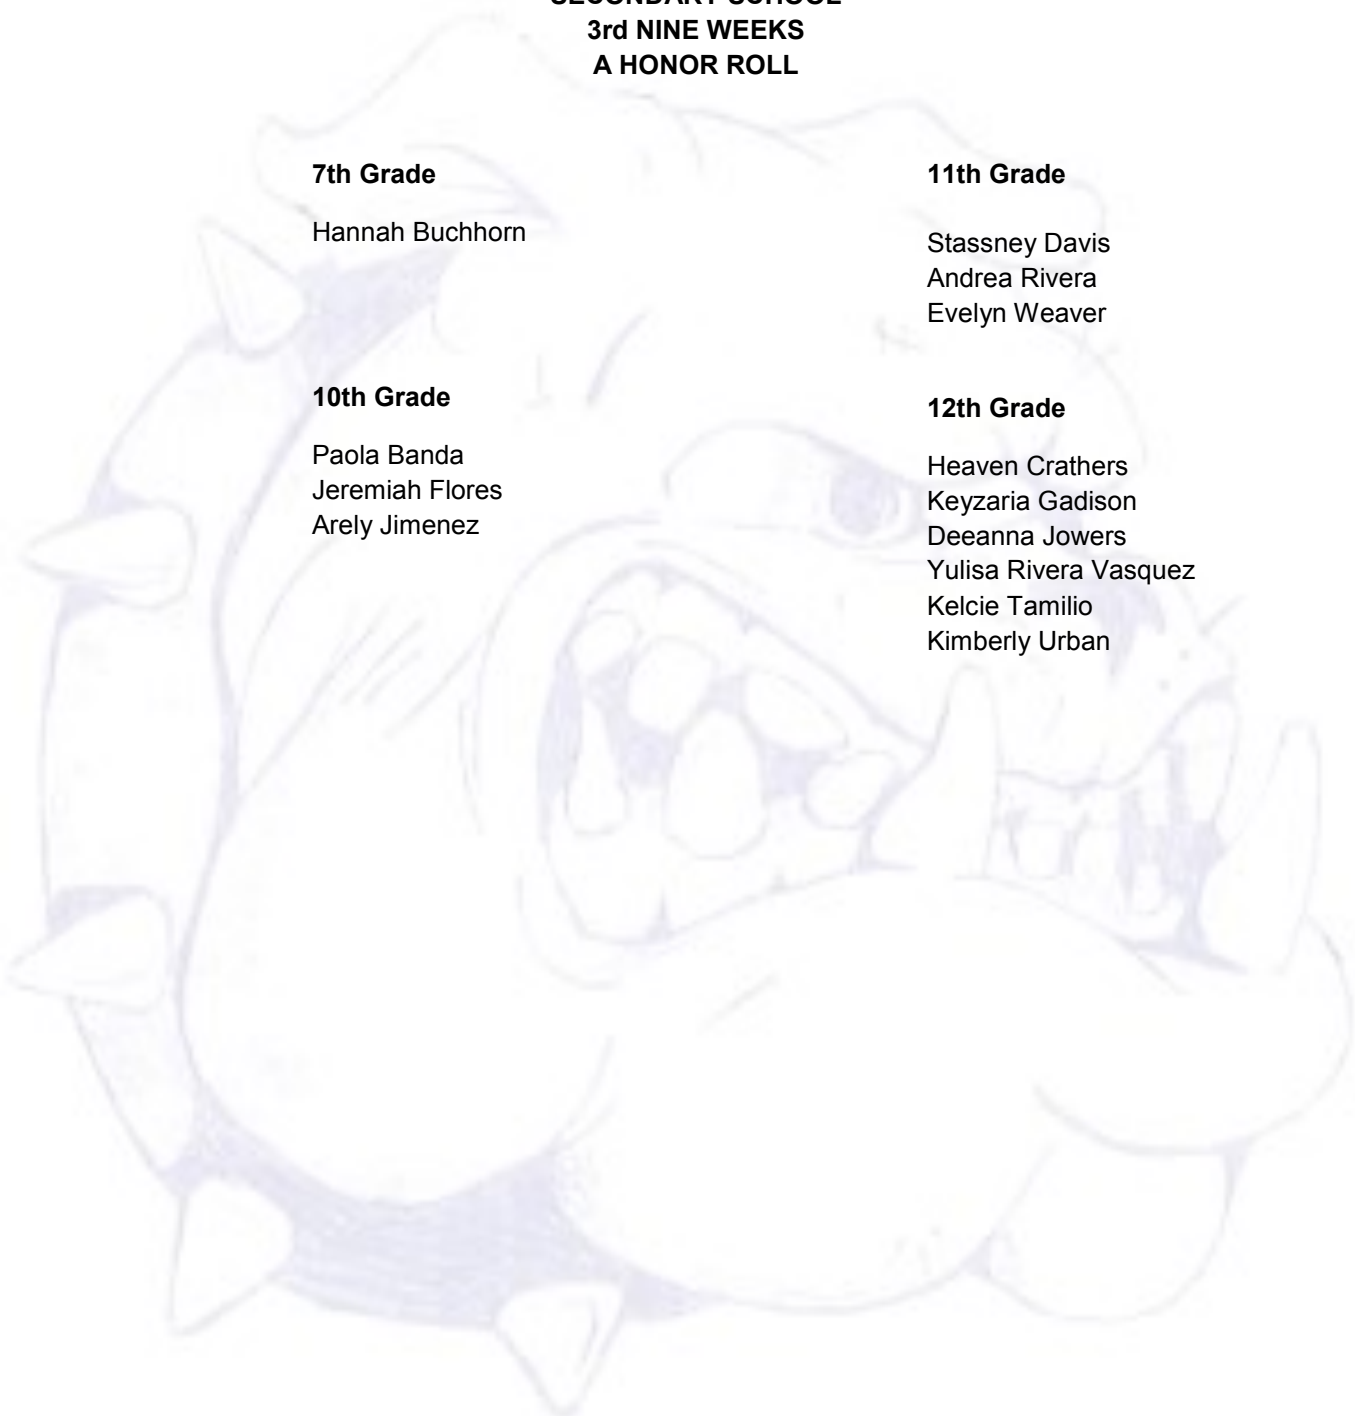 SECONDARY SCHOOL
3rd NINE WEEKS
A HONOR ROLL
7th Grade
Hannah Buchhorn
10th Grade
Paola Banda
Jeremiah Flores
Arely Jimenez
11th Grade
Stassney Davis
Andrea Rivera
Evelyn Weaver
12th Grade
Heaven Crathers
Keyzaria Gadison
Deeanna Jowers
Yulisa Rivera Vasquez
Kelcie Tamilio
Kimberly Urban